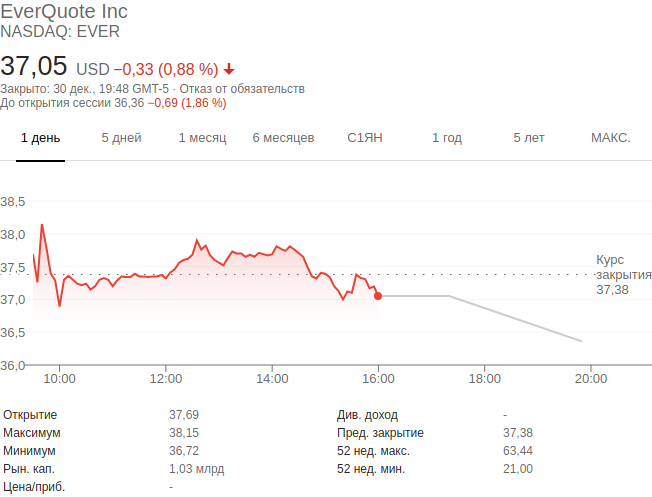 EverQuote Inc
NASDAQ: EVER
37,05 USD −0,33 (0,88 %)
Закрыто: 30 дек., 19:48 GMT-5 · Отказ от обязательств
До открытия сессии 36,36 −0,69 (1,86 %)
1 день 5 дней 1 месяц 6 месяцев С1ЯН 1 год 5 лет МАКС.
38,5
38,0
37,5
37,0
36,5
36,0
Курс
закрытия
37,38
10:00 12:00 14:00 16:00 18:00 20:00
Открытие 37,69 Див. доход -
Максимум 38,15 Пред. закрытие 37,38
Минимум 36,72 52 нед. макс. 63,44
Рын. кап. 1,03 млрд 52 нед. мин. 21,00
Цена/приб. -